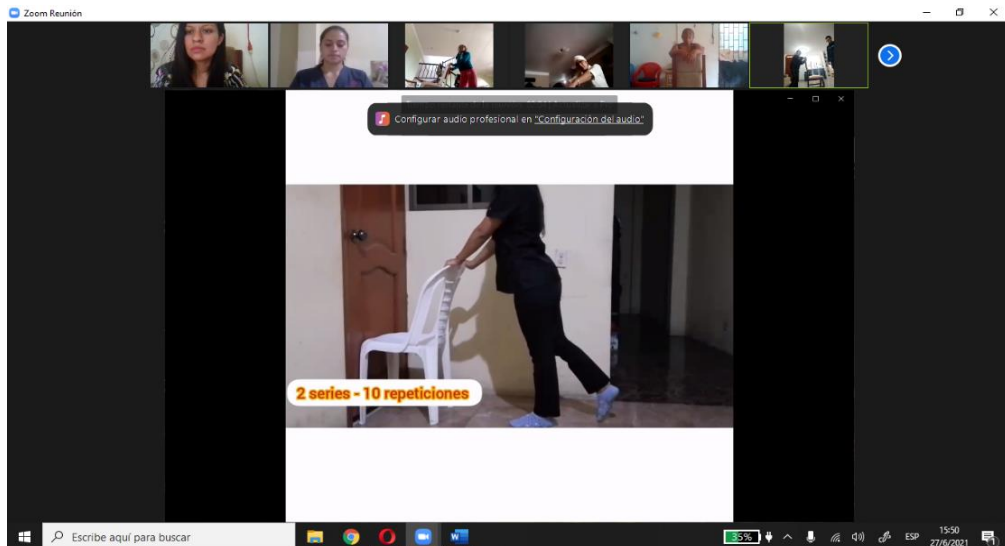 Zoom Reunión
Configurar audio profesional en "Configuración del audio"
2 series - 10 repeticiones
Escribe aquí para buscar
35%
ESP
15:50
27/6/2021
1